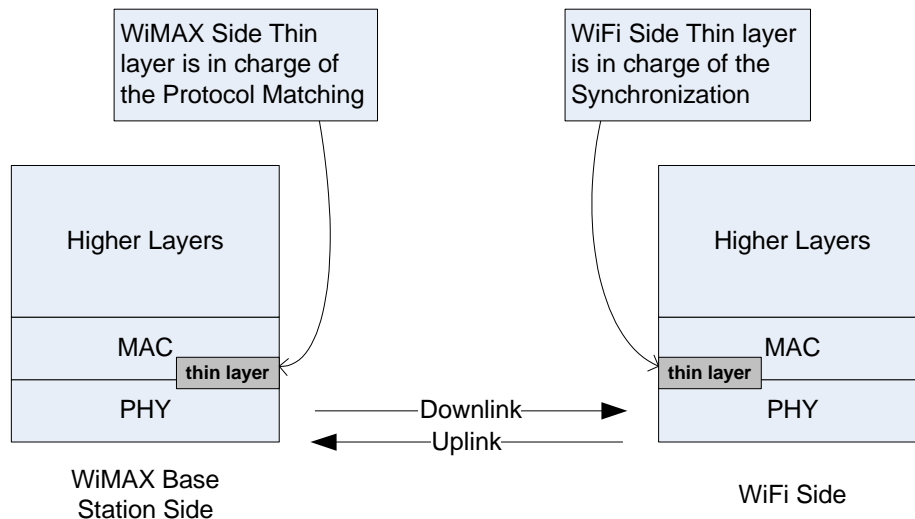 WiMAX Side Thin
layer is in charge of
the Protocol Matching
WiFi Side Thin layer
is in charge of the
Synchronization
Higher Layers
MAC
thin layer
PHY
Higher Layers
MAC
thin layer
PHY
Downlink
Uplink
WiMAX Base
Station Side
WiFi Side